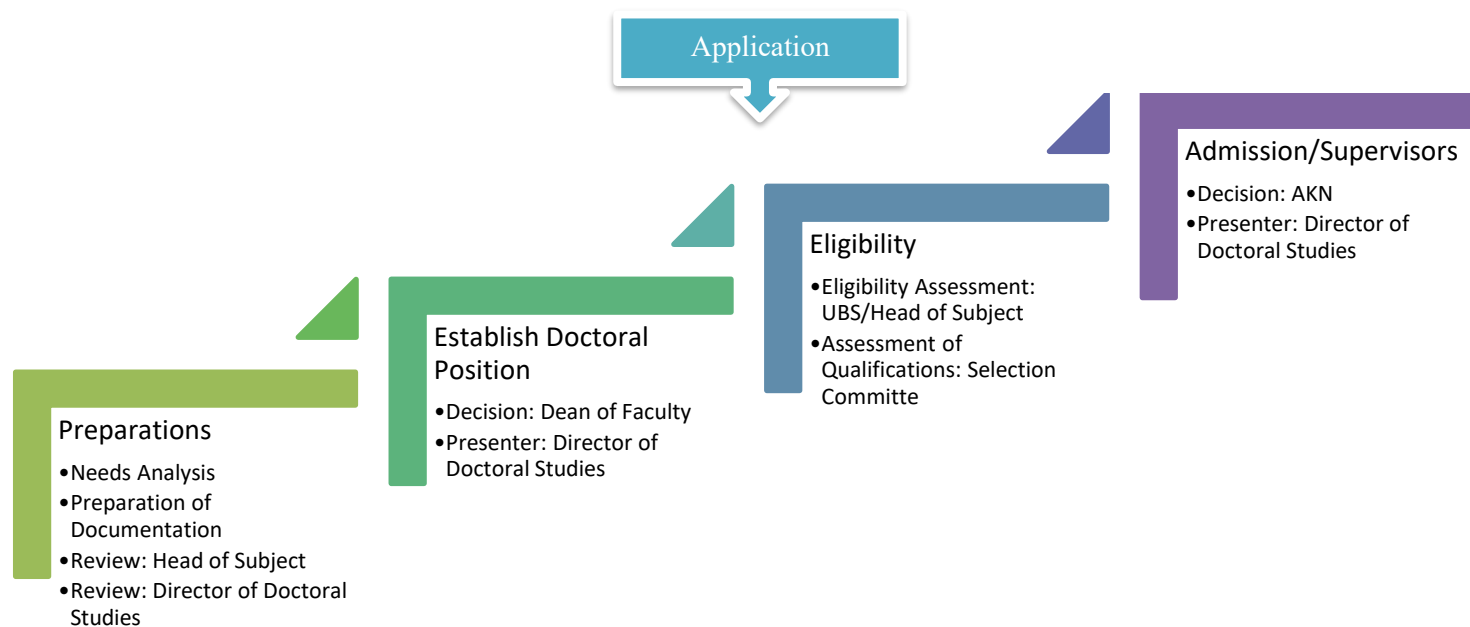 Application
Preparations
•Needs Analysis
•Preparation of
Documentation
•Review: Head of Subject
•Review: Director of Doctoral
Studies
Establish Doctoral
Position
•Decision: Dean of Faculty
•Presenter: Director of
Doctoral Studies
Eligibility
•Eligibility Assessment:
UBS/Head of Subject
•Assessment of
Qualifications: Selection
Committe
Admission/Supervisors
•Decision: AKN
•Presenter: Director of
Doctoral Studies